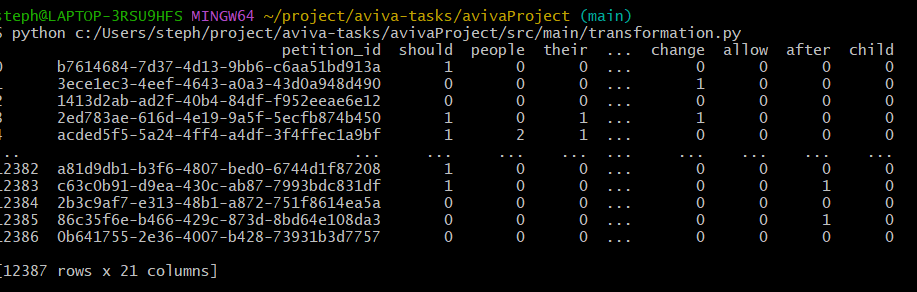 steph@LAPTOP-3RSU9HFS MINGW64 ~/project/aviva-tasks/avivaProject (main)
$ python c:/Users/steph/project/aviva-tasks/avivaProject/src/main/transformation.py
petition_id should people their ... change allow after child
0 b7614684-7d37-4d13-9bb6-c6aa51bd913a 1 0 0 ... 0 0 0 0
1 3ece1ec3-4eef-4643-a0a3-43d0a948d490 0 0 0 ... 1 0 0 0
2 1413d2ab-ad2f-40b4-84df-f952eeae6e12 0 0 0 ... 0 0 0 0
3 2ed783ae-616d-4e19-9a5f-5ecfb874b450 1 0 1 ... 1 0 0 0
4 acded5f5-5a24-4ff4-a4df-3f4ffec1a9bf 1 2 1 ... 0 0 0 0
... ... ... ... ... ... ... ... ... ...
12382 a81d9db1-b3f6-4807-bed0-6744d1f87208 1 0 0 ... 0 0 0 0
12383 c63c0b91-d9ea-430c-ab87-7993bdc831df 1 0 0 ... 0 0 1 0
12384 2b3c9af7-e313-48b1-a872-751f8614ea5a 0 0 0 ... 0 0 0 0
12385 86c35f6e-b466-429c-873d-8bd64e108da3 0 0 0 ... 0 0 1 0
12386 0b641755-2e36-4007-b428-73931b3d7757 0 0 0 ... 0 0 0 0
[12387 rows x 21 columns]